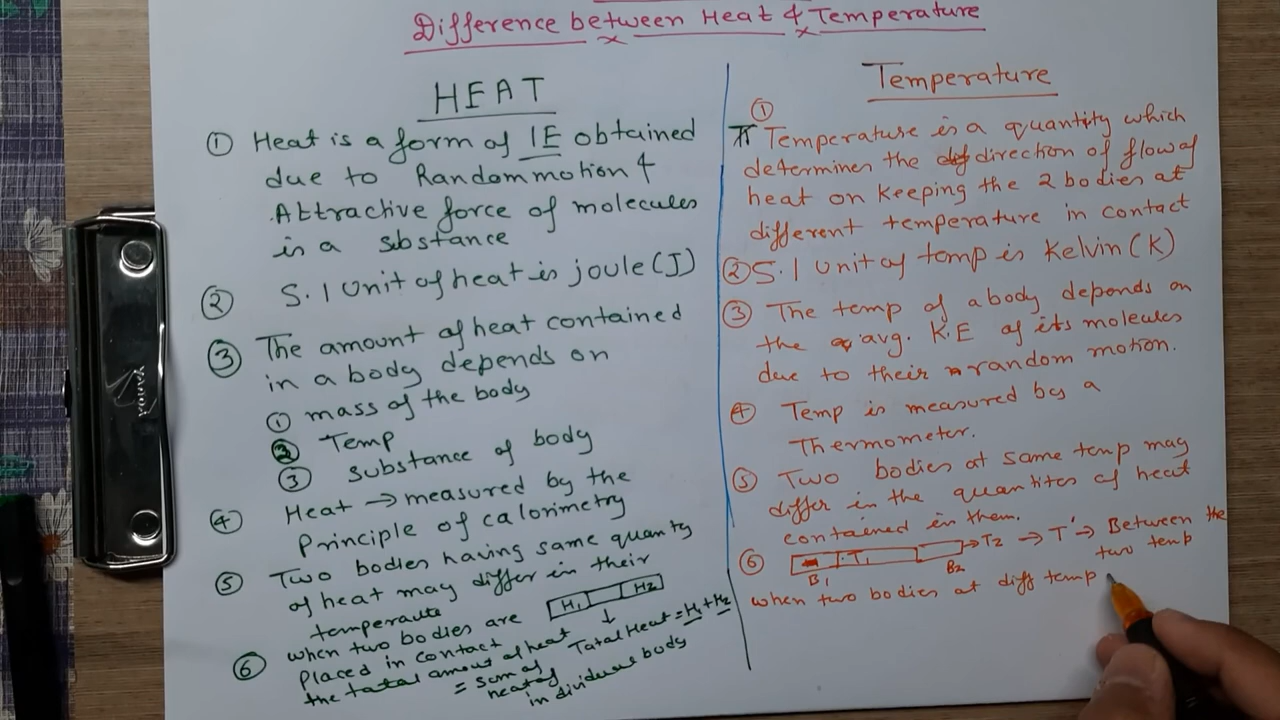 Difference between Heat & Temperature
HEAT
① Heat is a form of IE obtained
due to Random motion &
Attractive force of molecules
is a substance
② S.I Unit of heat is joule (J)
③ The amount of heat contained
in a body depends on
① mass of the body
② Temp
③ substance of body
④ Heat → measured by the
Principle of calorimetry
⑤ Two bodies having same quanity
of heat may differ in their
temperaute
⑥ when two bodies are
placed in contact
the tatal amout of heat
= sum of
heat of
in dividual body
H1 H2
↓
Tatal Heat = H1 + H2
Temperature
①
Temperature is a quantity which
determines the direction of flow of
heat on keeping the 2 bodies at
different temperature in contact
② S.I Unit of temp is Kelvin (K)
③ The temp of a body depends on
the avg. K.E of its molecules
due to their random motion.
④ Temp is measured by a
Thermometer.
⑤ Two bodies at same temp may
differ in the quantites of heat
contained in them.
⑥ T1 → T2 → T' → Between the
two temp
B1 B2
when two bodies at diff temp
YANDOX